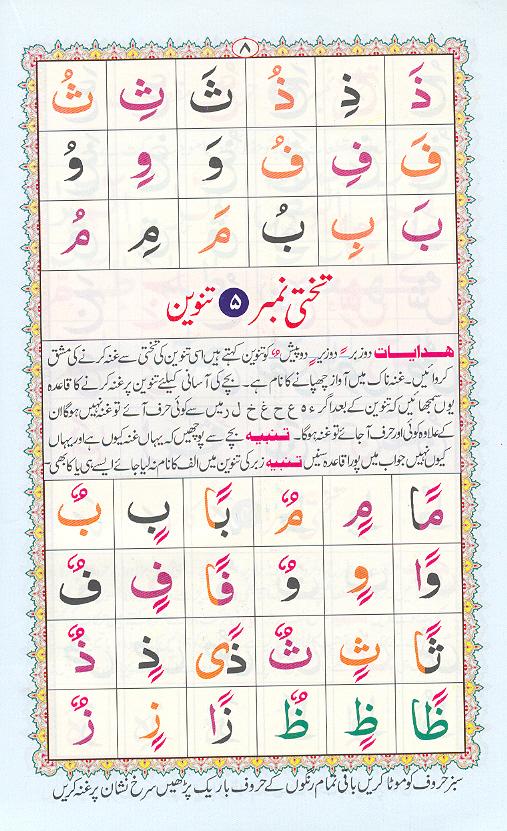 ۸
ذَ ذِ ذُ ثَ ثِ ثُ
فَ فِ فُ وَ وِ وُ
بَ بِ بُ مَ مِ مُ
تختی نمبر ۵ تنوین
ھدایات دو زبر ـً دو زیر ـٍ دو پیش ـٌ کو تنوین کہتے ہیں اسی تنوین کی تختی سے غنہ کرنے کی مشق
کروائیں۔ غنہ ناک میں آواز چھپانے کا نام ہے۔ بچے کی آسانی کیلئے تنوین پر غنہ کرنے کا قاعدہ
یوں سمجھائیں کہ تنوین کے بعد اگر ء ہ ع ح غ خ ل ر میں سے کوئی حرف آئے تو غنہ نہیں ہوگا ان
کے علاوہ کوئی اور حرف آ جائے تو غنہ ہوگا۔ تنبیہ بچے سے پوچھیں کہ یہاں غنہ کیوں ہے اور یہاں
کیوں نہیں جواب میں پورا قاعدہ سنیں تنبیہ زبر کی تنوین میں الف کا نام نہ لیا جائے ایسے ہی یا کا بھی
مًا مٍ مٌ بًا بٍ بٌ
وًا وٍ وٌ فًا فٍ فٌ
ثًا ثٍ ثٌ ذًی ذٍ ذٌ
ظًا ظٍ ظٌ زًا زٍ زٌ
سبز حروف کو موٹا کریں باقی تمام رنگوں کے حروف باریک پڑھیں سرخ نشان پر غنہ کریں